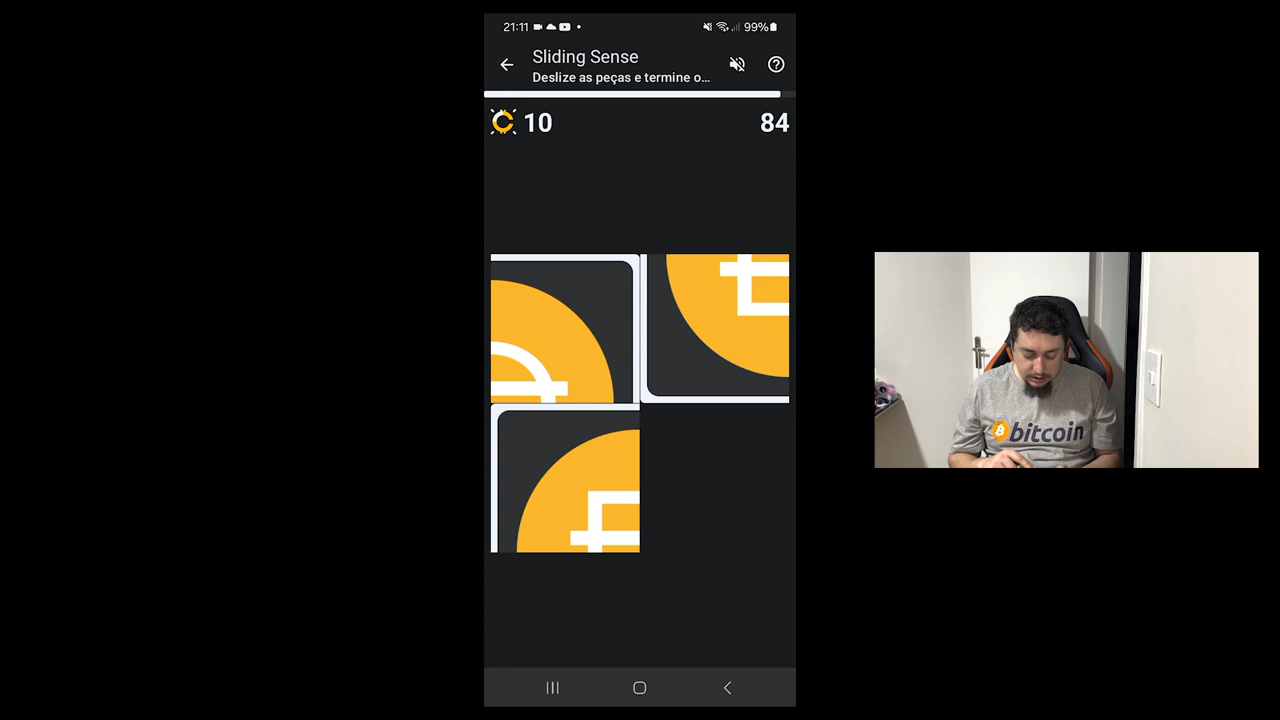 21:11
99%
Sliding Sense
Deslize as peças e termine o...
10
84
bitcoin